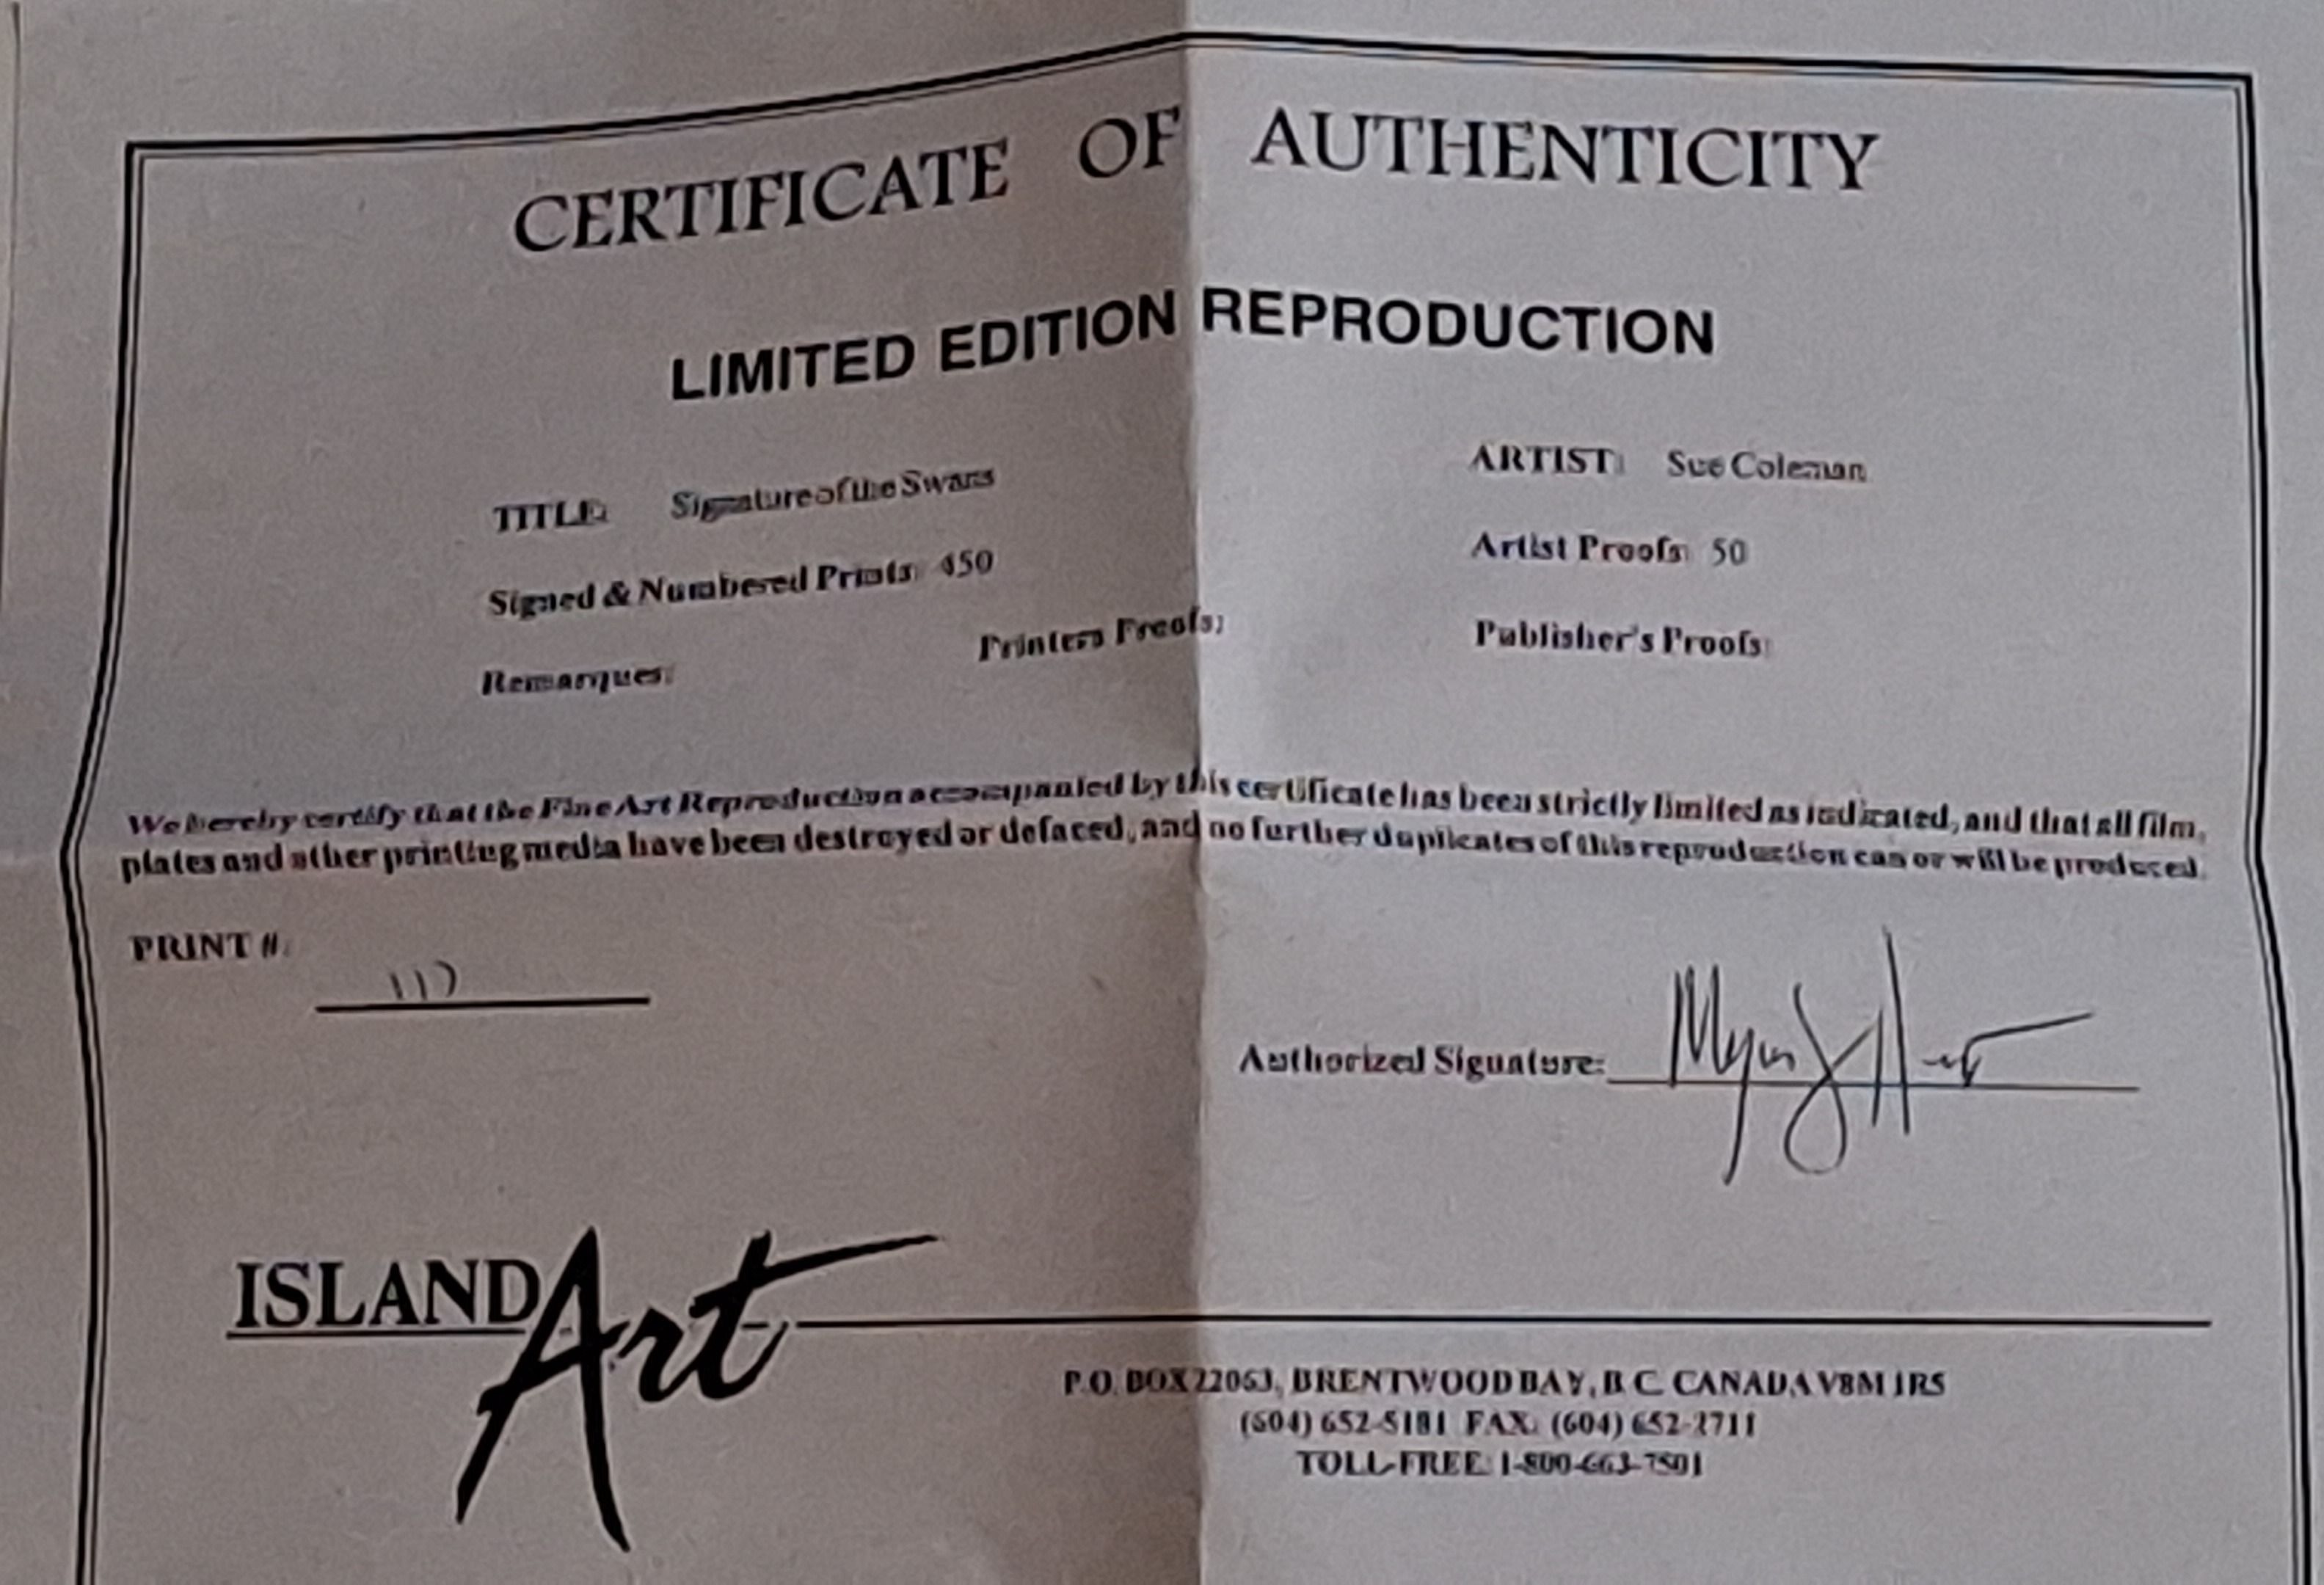 CERTIFICATE OF AUTHENTICITY
LIMITED EDITION REPRODUCTION
TITLE: Signature of the Swans
ARTIST: Sue Coleman
Signed & Numbered Prints: 450
Artist Proofs: 50
Remarques:
Printers Proofs:
Publisher's Proofs:
We hereby certify that the Fine Art Reproduction accompanied by this certificate has been strictly limited as indicated, and that all film,
plates and other printing media have been destroyed or defaced, and no further duplicates of this reproduction can or will be produced.
PRINT #:
Authorized Signature:
ISLAND Art
P.O. BOX 22063, BRENTWOOD BAY, B.C. CANADA V8M 1R5
(604) 652-5181 FAX: (604) 652-2711
TOLL-FREE: 1-800-663-7501